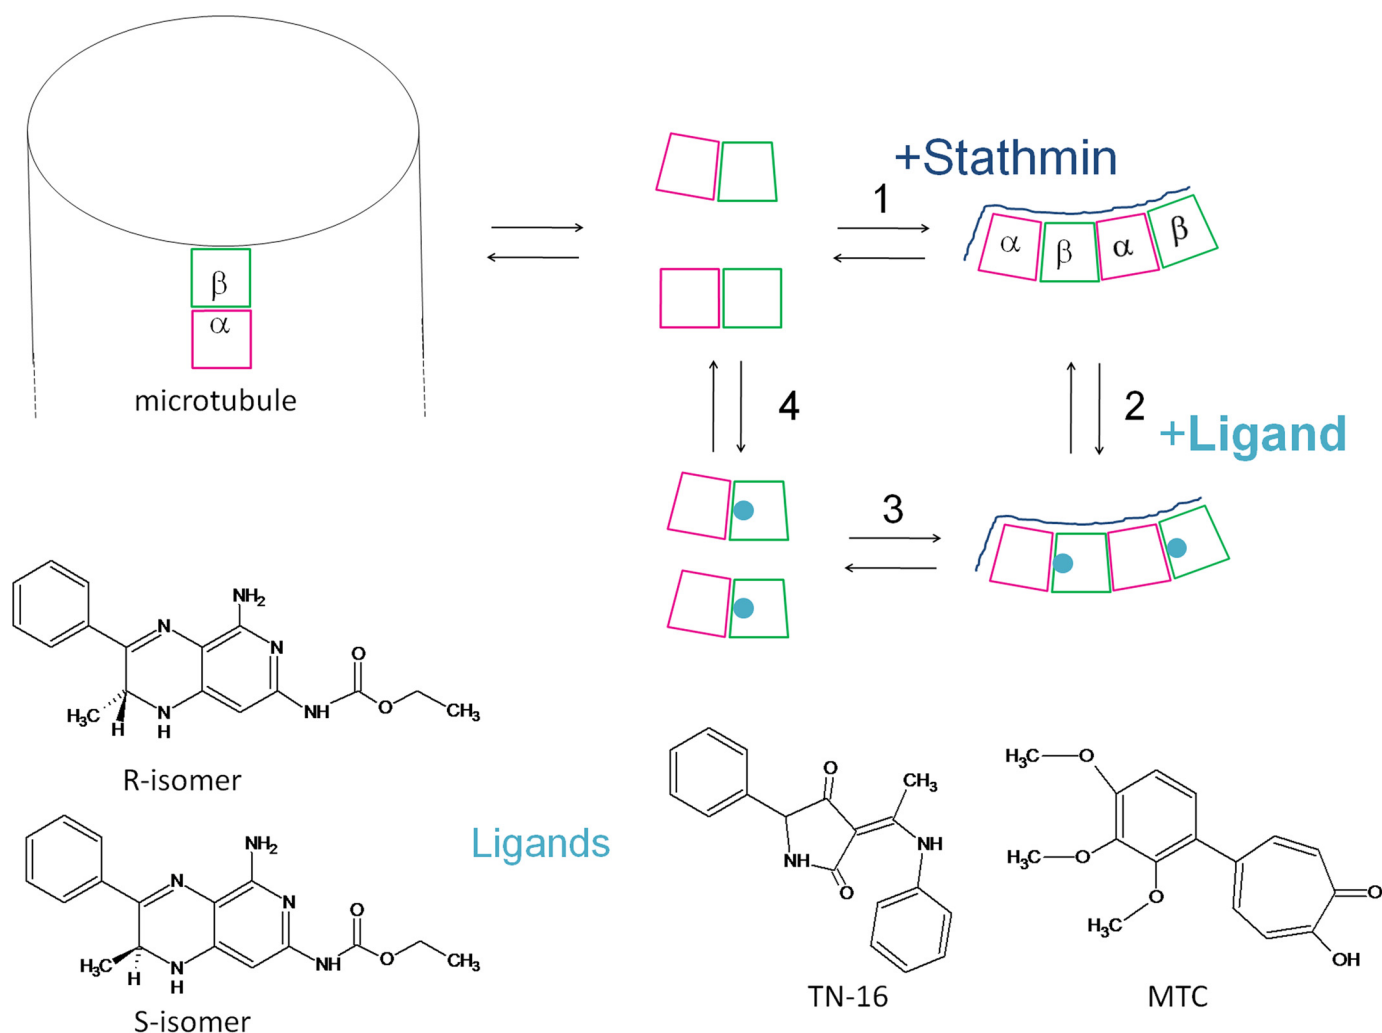 +Stathmin
1
β
α
microtubule
α
β
α
β
4
2
+Ligand
3
NH₂
N
N
O
H₃C
H
N
H
NH
O
CH₃
R-isomer
NH₂
N
N
O
H₃C
H
N
H
NH
O
CH₃
S-isomer
Ligands
O
CH₃
NH
NH
O
TN-16
H₃C
O
H₃C
O
O
H₃C
O
OH
MTC